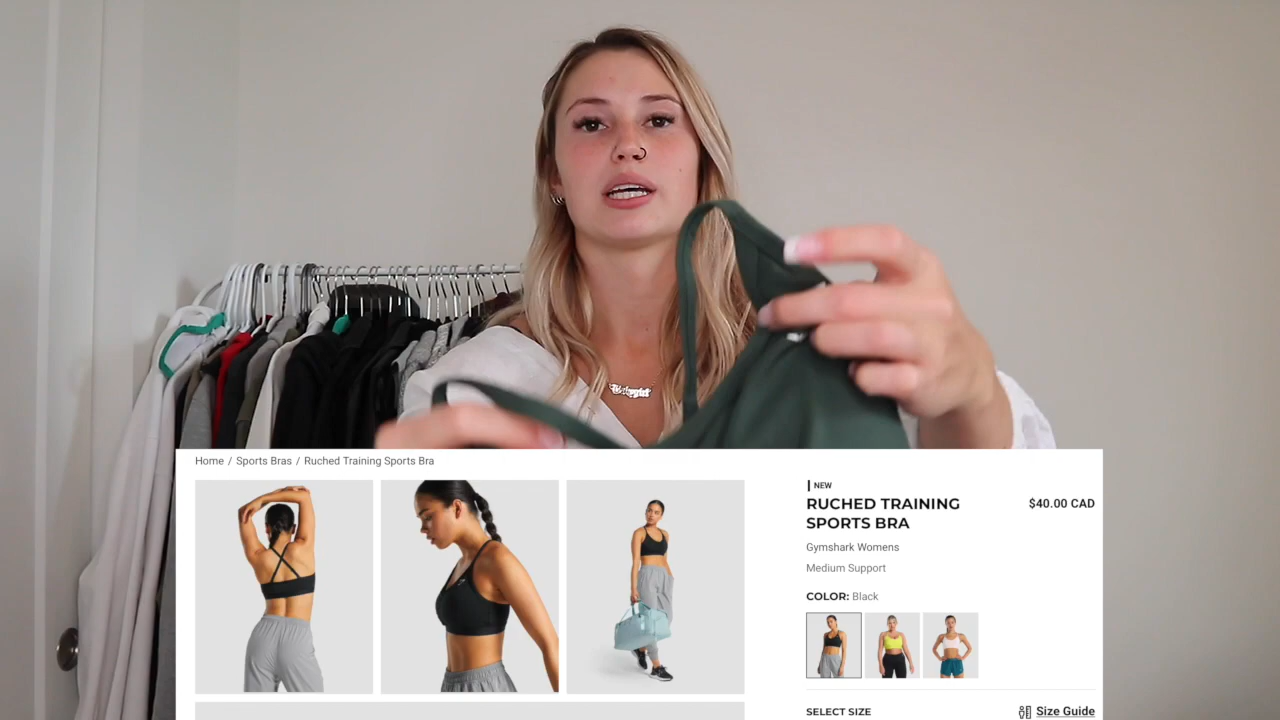 Home / Sports Bras / Ruched Training Sports Bra
NEW
RUCHED TRAINING
SPORTS BRA
$40.00 CAD
Gymshark Womens
Medium Support
COLOR: Black
SELECT SIZE
Size Guide